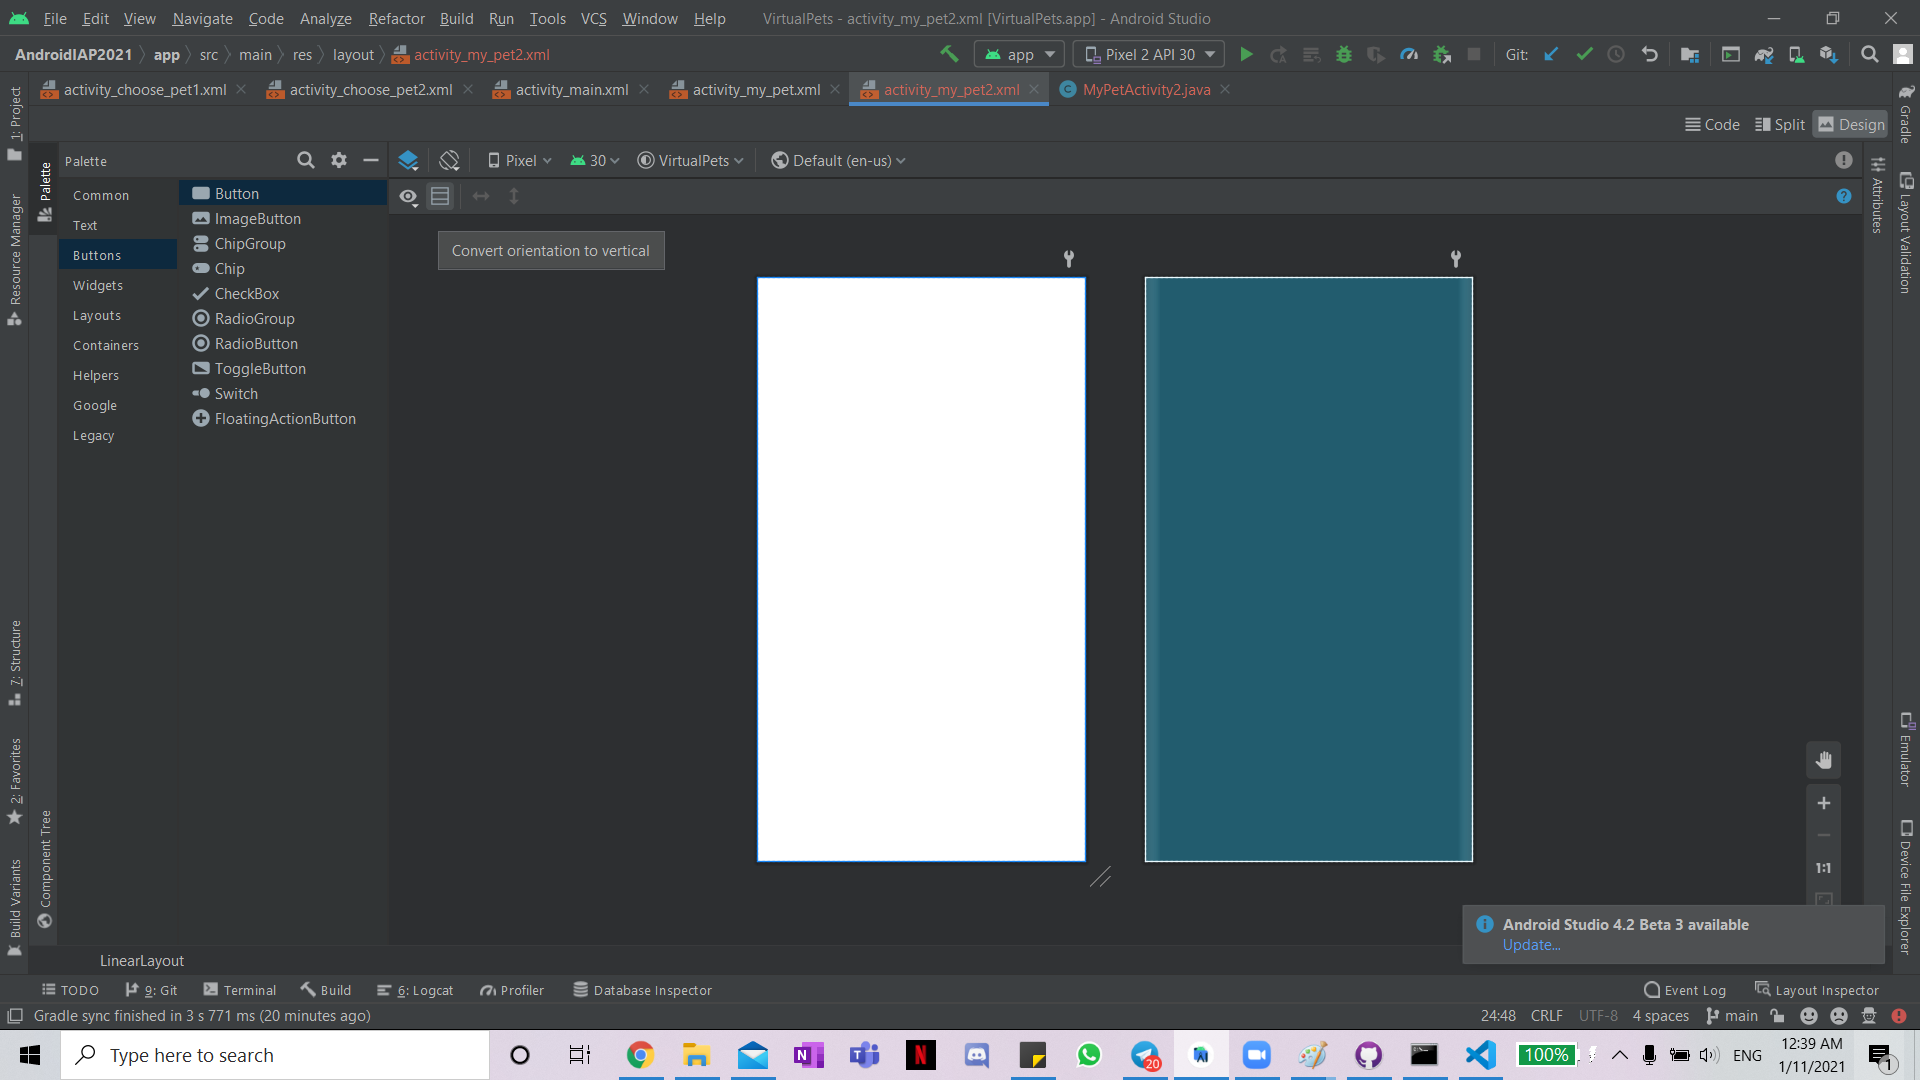 File Edit View Navigate Code Analyze Refactor Build Run Tools VCS Window Help VirtualPets - activity_my_pet2.xml [VirtualPets.app] - Android Studio
AndroidIAP2021 app src main res layout activity_my_pet2.xml app Pixel 2 API 30 Git:
activity_choose_pet1.xml activity_choose_pet2.xml activity_main.xml activity_my_pet.xml activity_my_pet2.xml MyPetActivity2.java
Code Split Design
1: Project
Resource Manager
7: Structure
2: Favorites
Build Variants
Palette
Component Tree
Palette
Common
Text
Buttons
Widgets
Layouts
Containers
Helpers
Google
Legacy
Button
ImageButton
ChipGroup
Chip
CheckBox
RadioGroup
RadioButton
ToggleButton
Switch
FloatingActionButton
Pixel 30 VirtualPets Default (en-us)
Convert orientation to vertical
1:1
Attributes
Gradle
Layout Validation
Emulator
Device File Explorer
Android Studio 4.2 Beta 3 available
Update...
LinearLayout
TODO 9: Git Terminal Build 6: Logcat Profiler Database Inspector Event Log Layout Inspector
Gradle sync finished in 3 s 771 ms (20 minutes ago) 24:48 CRLF UTF-8 4 spaces main
Type here to search 20 100% ENG 12:39 AM
1/11/2021 1